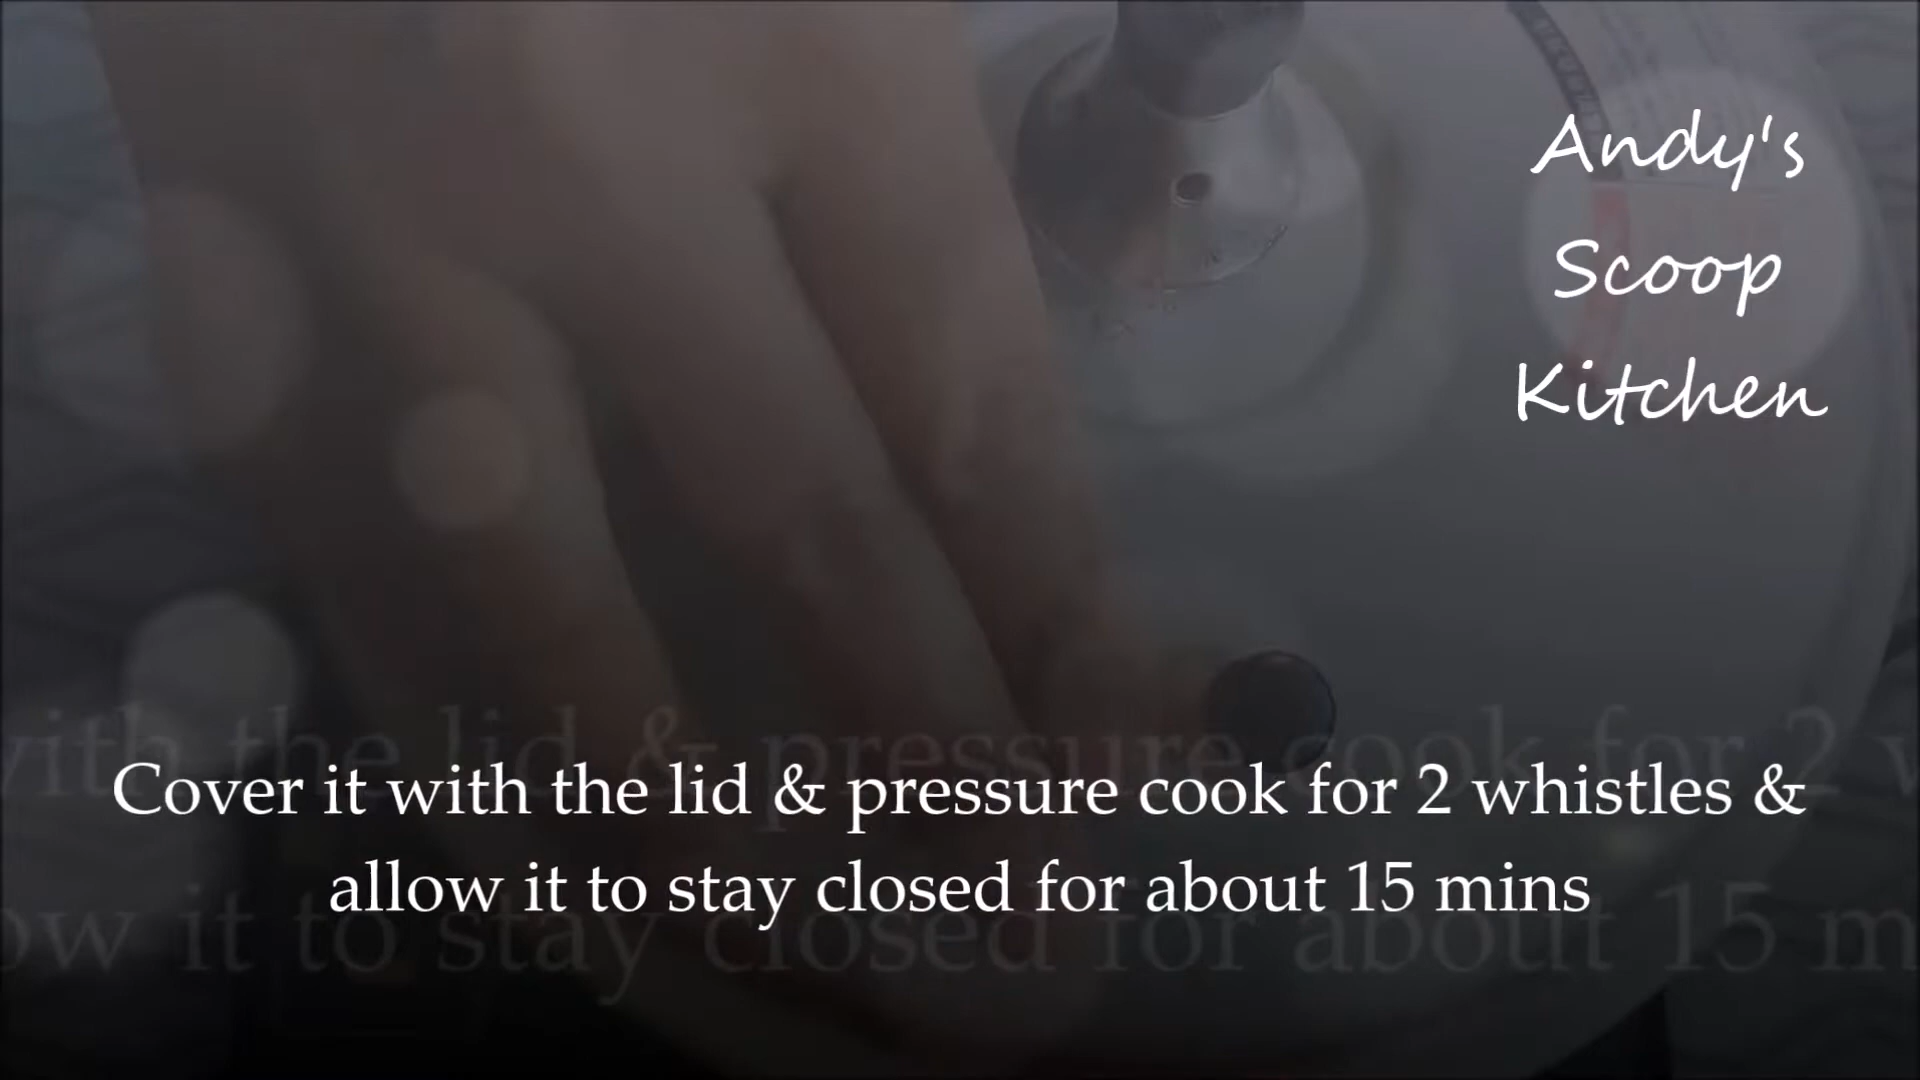 Andy's
Scoop
Kitchen
Cover it with the lid & pressure cook for 2 whistles &
allow it to stay closed for about 15 mins